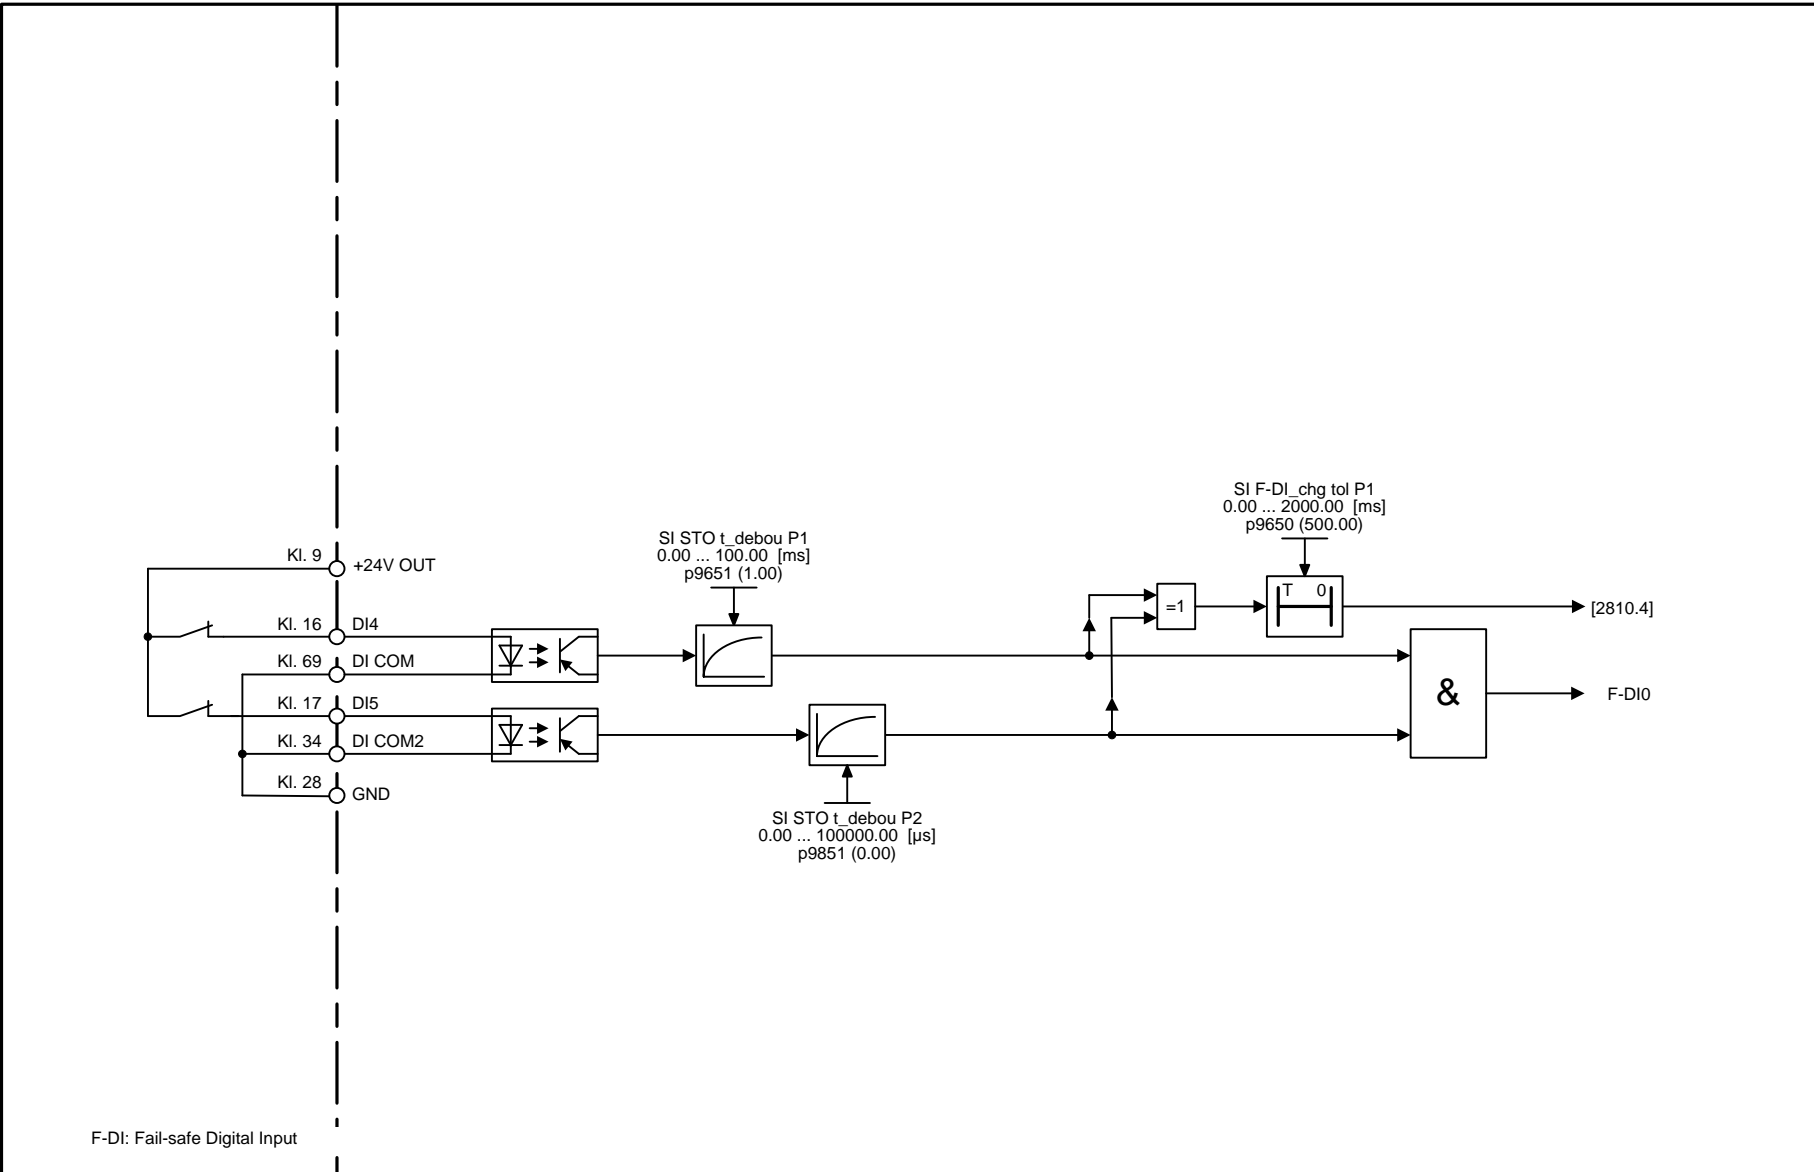 SI F-DI_chg tol P1
0.00 ... 2000.00 [ms]
p9650 (500.00)
SI STO t_debou P1
0.00 ... 100.00 [ms]
p9651 (1.00)
Kl. 9
+24V OUT
T 0
=1
[2810.4]
Kl. 16
DI4
Kl. 69
DI COM
&
F-DI0
Kl. 17
DI5
Kl. 34
DI COM2
Kl. 28
GND
SI STO t_debou P2
0.00 ... 100000.00 [µs]
p9851 (0.00)
F-DI: Fail-safe Digital Input